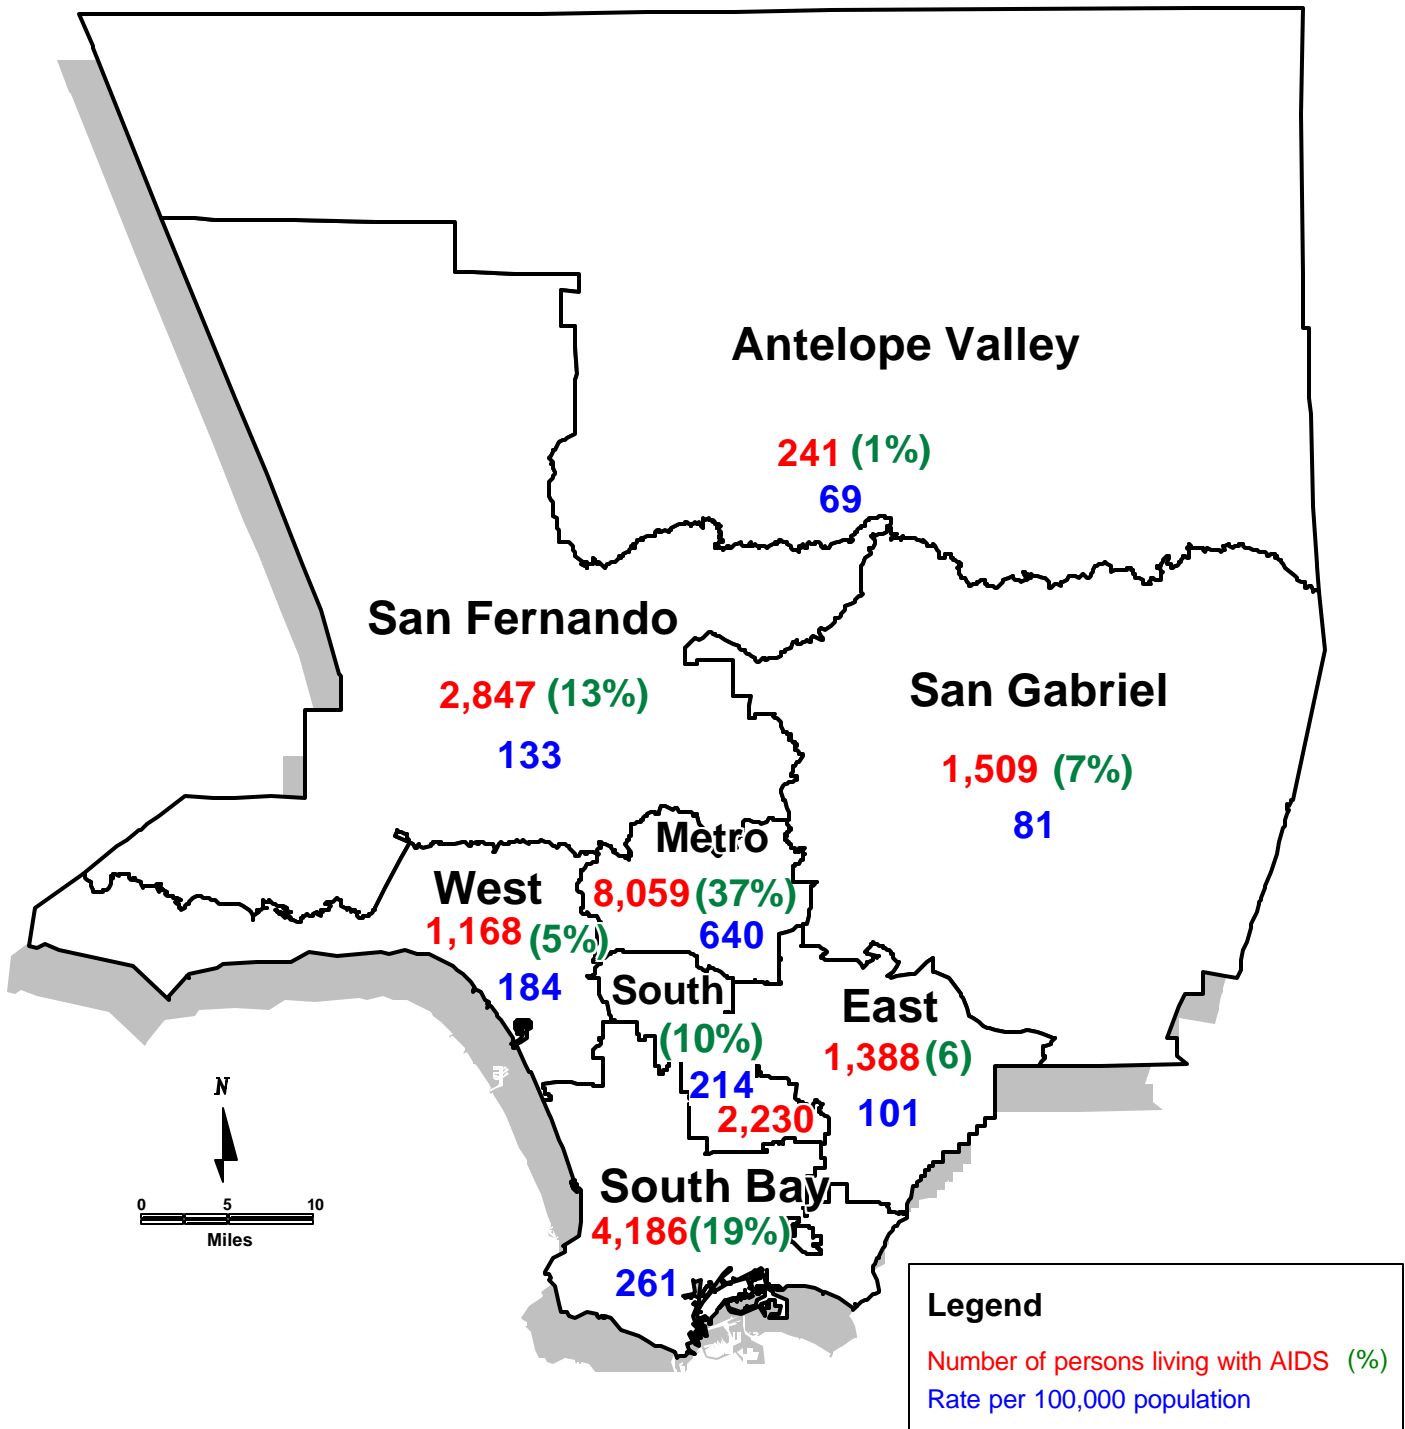 Antelope Valley
241 (1%)
69
San Fernando
2,847 (13%)
133
San Gabriel
1,509 (7%)
81
Metro
8,059 (37%)
640
West
1,168 (5%)
184
South
(10%)
214
2,230
East
1,388 (6)
101
South Bay
4,186 (19%)
261
N
0 5 10
Miles
Legend
Number of persons living with AIDS (%)
Rate per 100,000 population